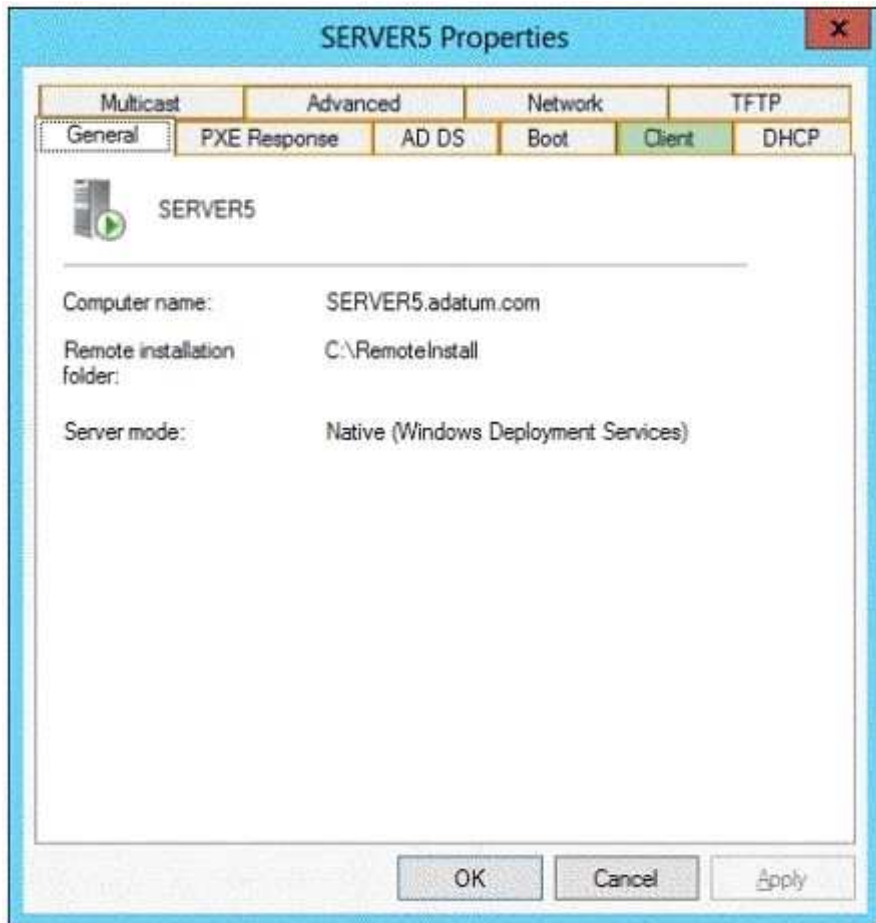 SERVER5 Properties
x
Multicast Advanced Network TFTP
General PXE Response AD DS Boot Client DHCP
SERVER5
Computer name: SERVER5.adatum.com
Remote installation C:\RemoteInstall
folder:
Server mode: Native (Windows Deployment Services)
OK Cancel Apply